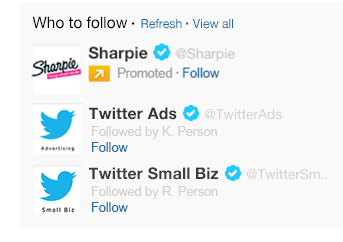 Who to follow · Refresh · View all
Sharpie
Sharpie @Sharpie
Promoted · Follow
Twitter Ads @TwitterAds
Followed by K. Person
Advertising
Follow
Twitter Small Biz @TwitterSm..
Followed by R. Person
Small Biz
Follow